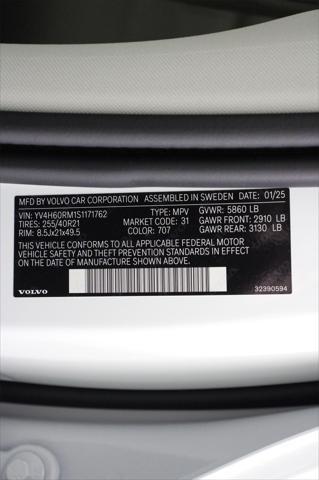 MFD BY VOLVO CAR CORPORATION ASSEMBLED IN SWEDEN DATE: 01/25
VIN: YV4H60RM1S1171762 TYPE: MPV GVWR: 5860 LB
TIRES: 255/40R21 MARKET CODE: 31 GAWR FRONT: 2910 LB
RIM: 8.5Jx21x49.5 COLOR: 707 GAWR REAR: 3130 LB
THIS VEHICLE CONFORMS TO ALL APPLICABLE FEDERAL MOTOR
VEHICLE SAFETY AND THEFT PREVENTION STANDARDS IN EFFECT
ON THE DATE OF MANUFACTURE SHOWN ABOVE.
VOLVO 32390594